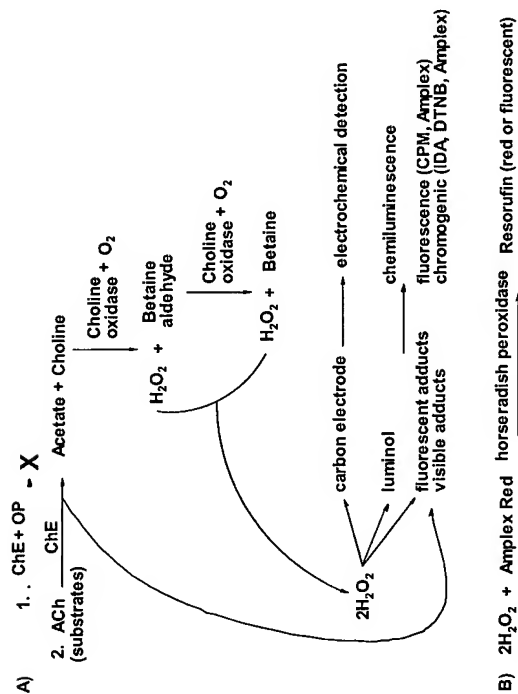 A) 1. . ChE + OP X
2. ACh ChE Acetate + Choline
(substrates)
Choline + O2
oxidase
H2O2 + Betaine
aldehyde
Choline + O2
oxidase
H2O2 + Betaine
2H2O2
carbon electrode electrochemical detection
luminol chemiluminescence
fluorescent adducts fluorescence (CPM, Amplex)
visible adducts chromogenic (IDA, DTNB, Amplex)
B) 2H2O2 + Amplex Red horseradish peroxidase Resorufin (red or fluorescent)